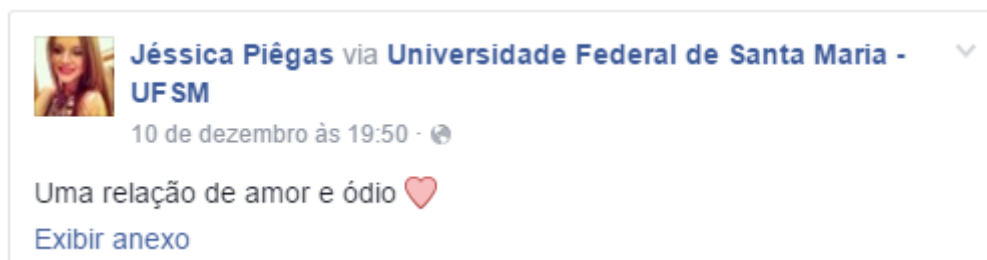 Jéssica Piêgas via Universidade Federal de Santa Maria -
UFSM
10 de dezembro às 19:50 ·
Uma relação de amor e ódio
Exibir anexo